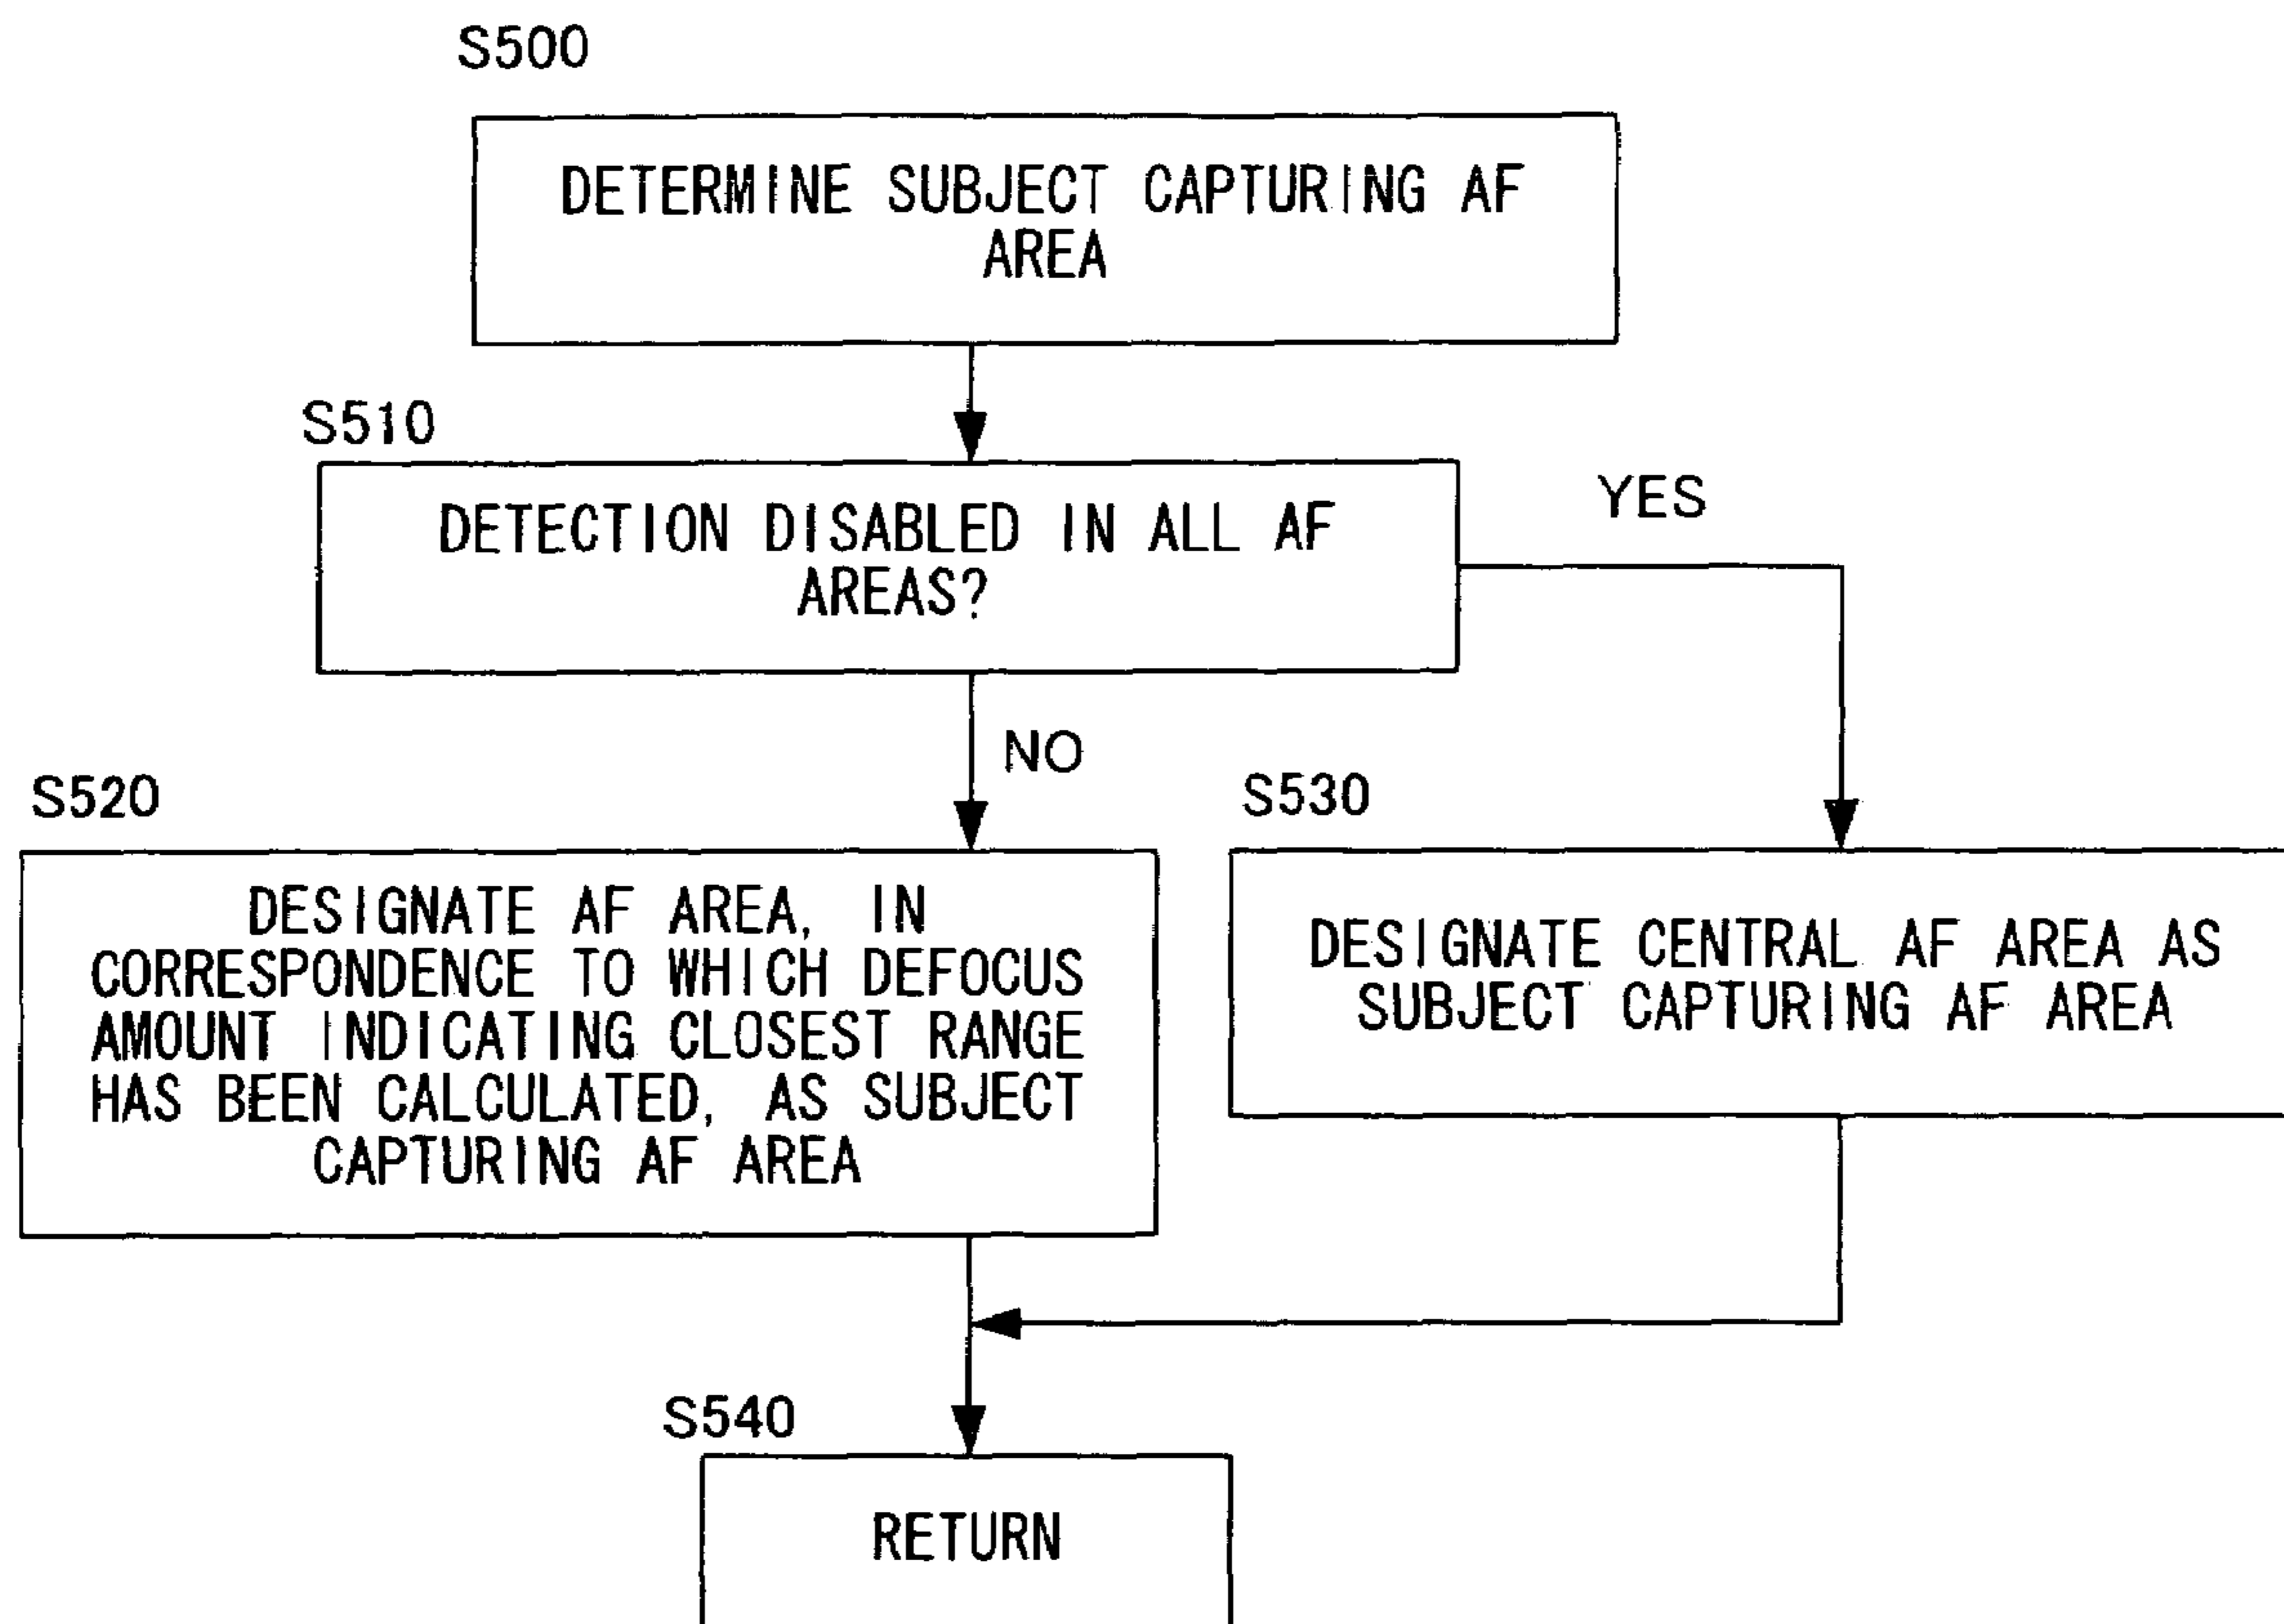 S500
DETERMINE SUBJECT CAPTURING AF
AREA
S510
DETECTION DISABLED IN ALL AF
AREAS?
YES
NO
S520
DESIGNATE AF AREA, IN
CORRESPONDENCE TO WHICH DEFOCUS
AMOUNT INDICATING CLOSEST RANGE
HAS BEEN CALCULATED, AS SUBJECT
CAPTURING AF AREA
S530
DESIGNATE CENTRAL AF AREA AS
SUBJECT CAPTURING AF AREA
S540
RETURN